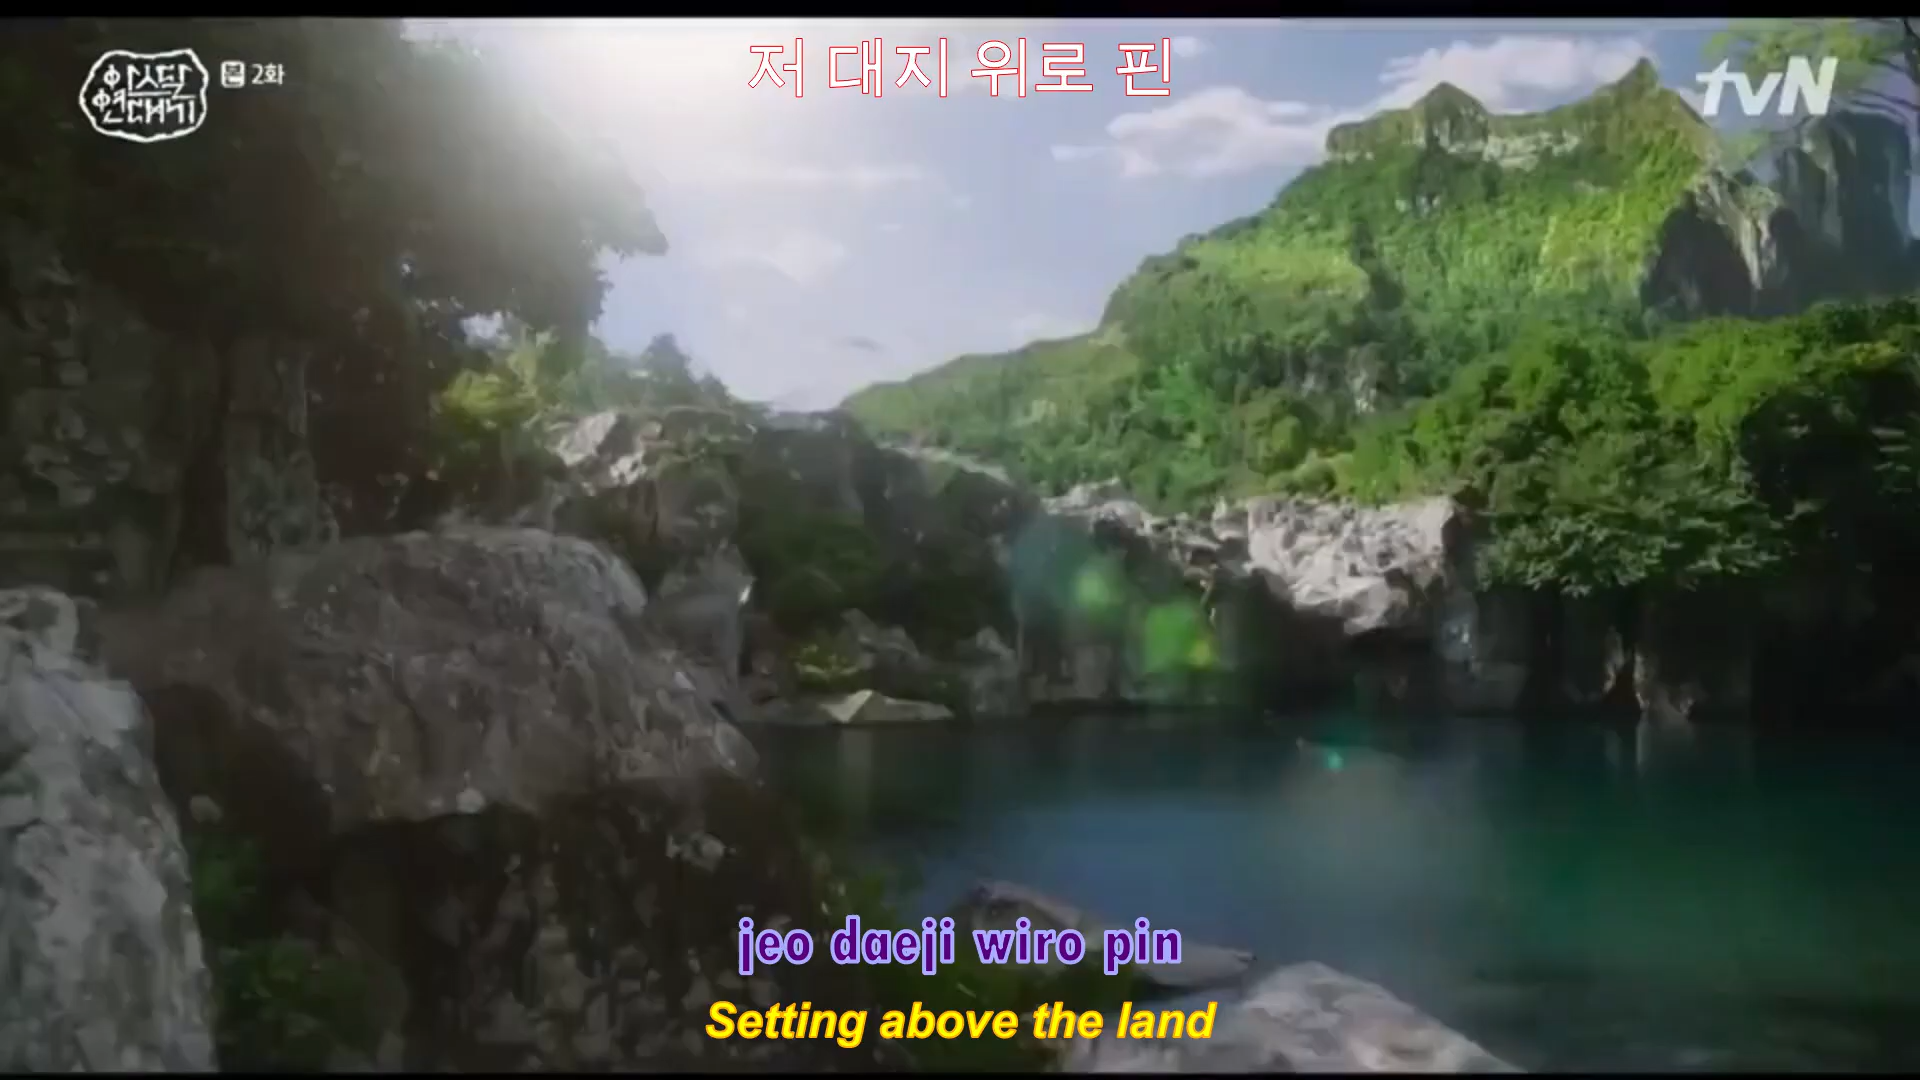 아스달
연대기
본 2화
tvN
저 대지 위로 핀
jeo daeji wiro pin
Setting above the land